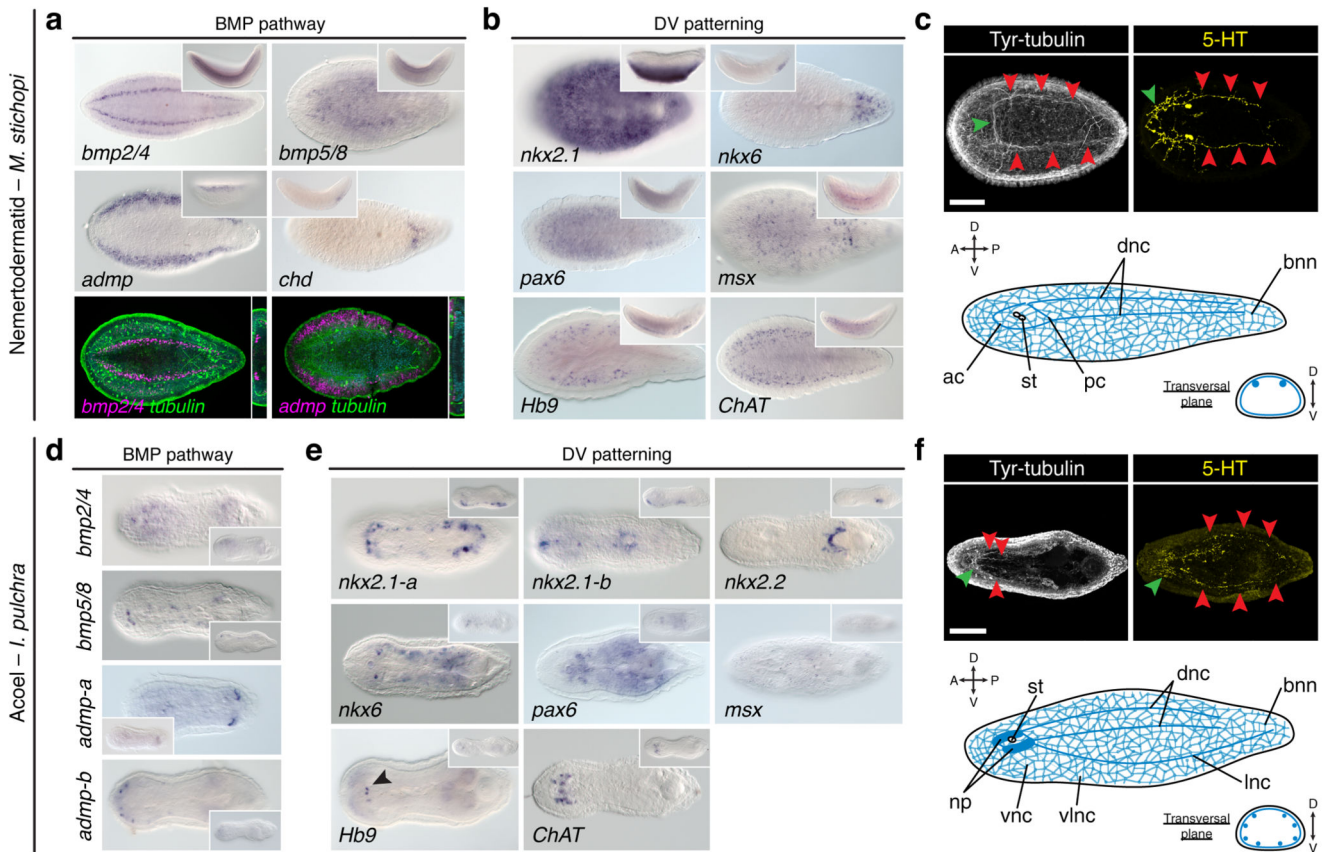 Nemertodermatid – M. stichopi
a
BMP pathway
bmp2/4
bmp5/8
admp
chd
bmp2/4 tubulin
admp tubulin
b
DV patterning
nkx2.1
nkx6
pax6
msx
Hb9
ChAT
c
Tyr-tubulin
5-HT
D
A
P
V
dnc
bnn
ac
st
pc
Transversal
plane
D
V
Acoel – I. pulchra
d
BMP pathway
bmp2/4
bmp5/8
admp-a
admp-b
e
DV patterning
nkx2.1-a
nkx2.1-b
nkx2.2
nkx6
pax6
msx
Hb9
ChAT
f
Tyr-tubulin
5-HT
D
A
P
V
st
dnc
bnn
np
vnc
vlnc
lnc
Transversal
plane
D
V